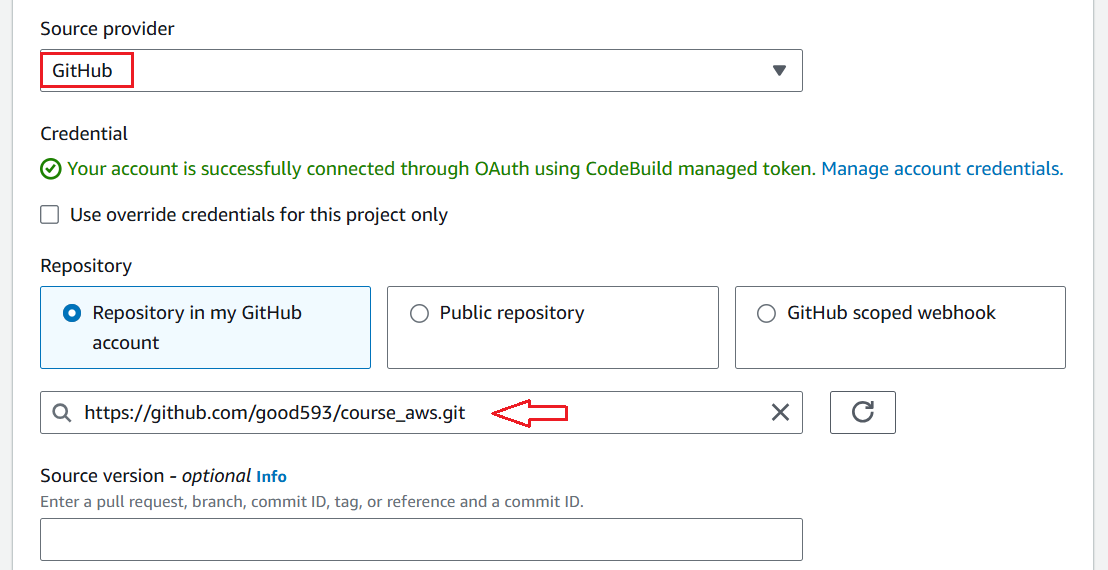 Source provider
GitHub
Credential
Your account is successfully connected through OAuth using CodeBuild managed token. Manage account credentials.
Use override credentials for this project only
Repository
Repository in my GitHub
account
Public repository
GitHub scoped webhook
https://github.com/good593/course_aws.git
Source version - optional Info
Enter a pull request, branch, commit ID, tag, or reference and a commit ID.